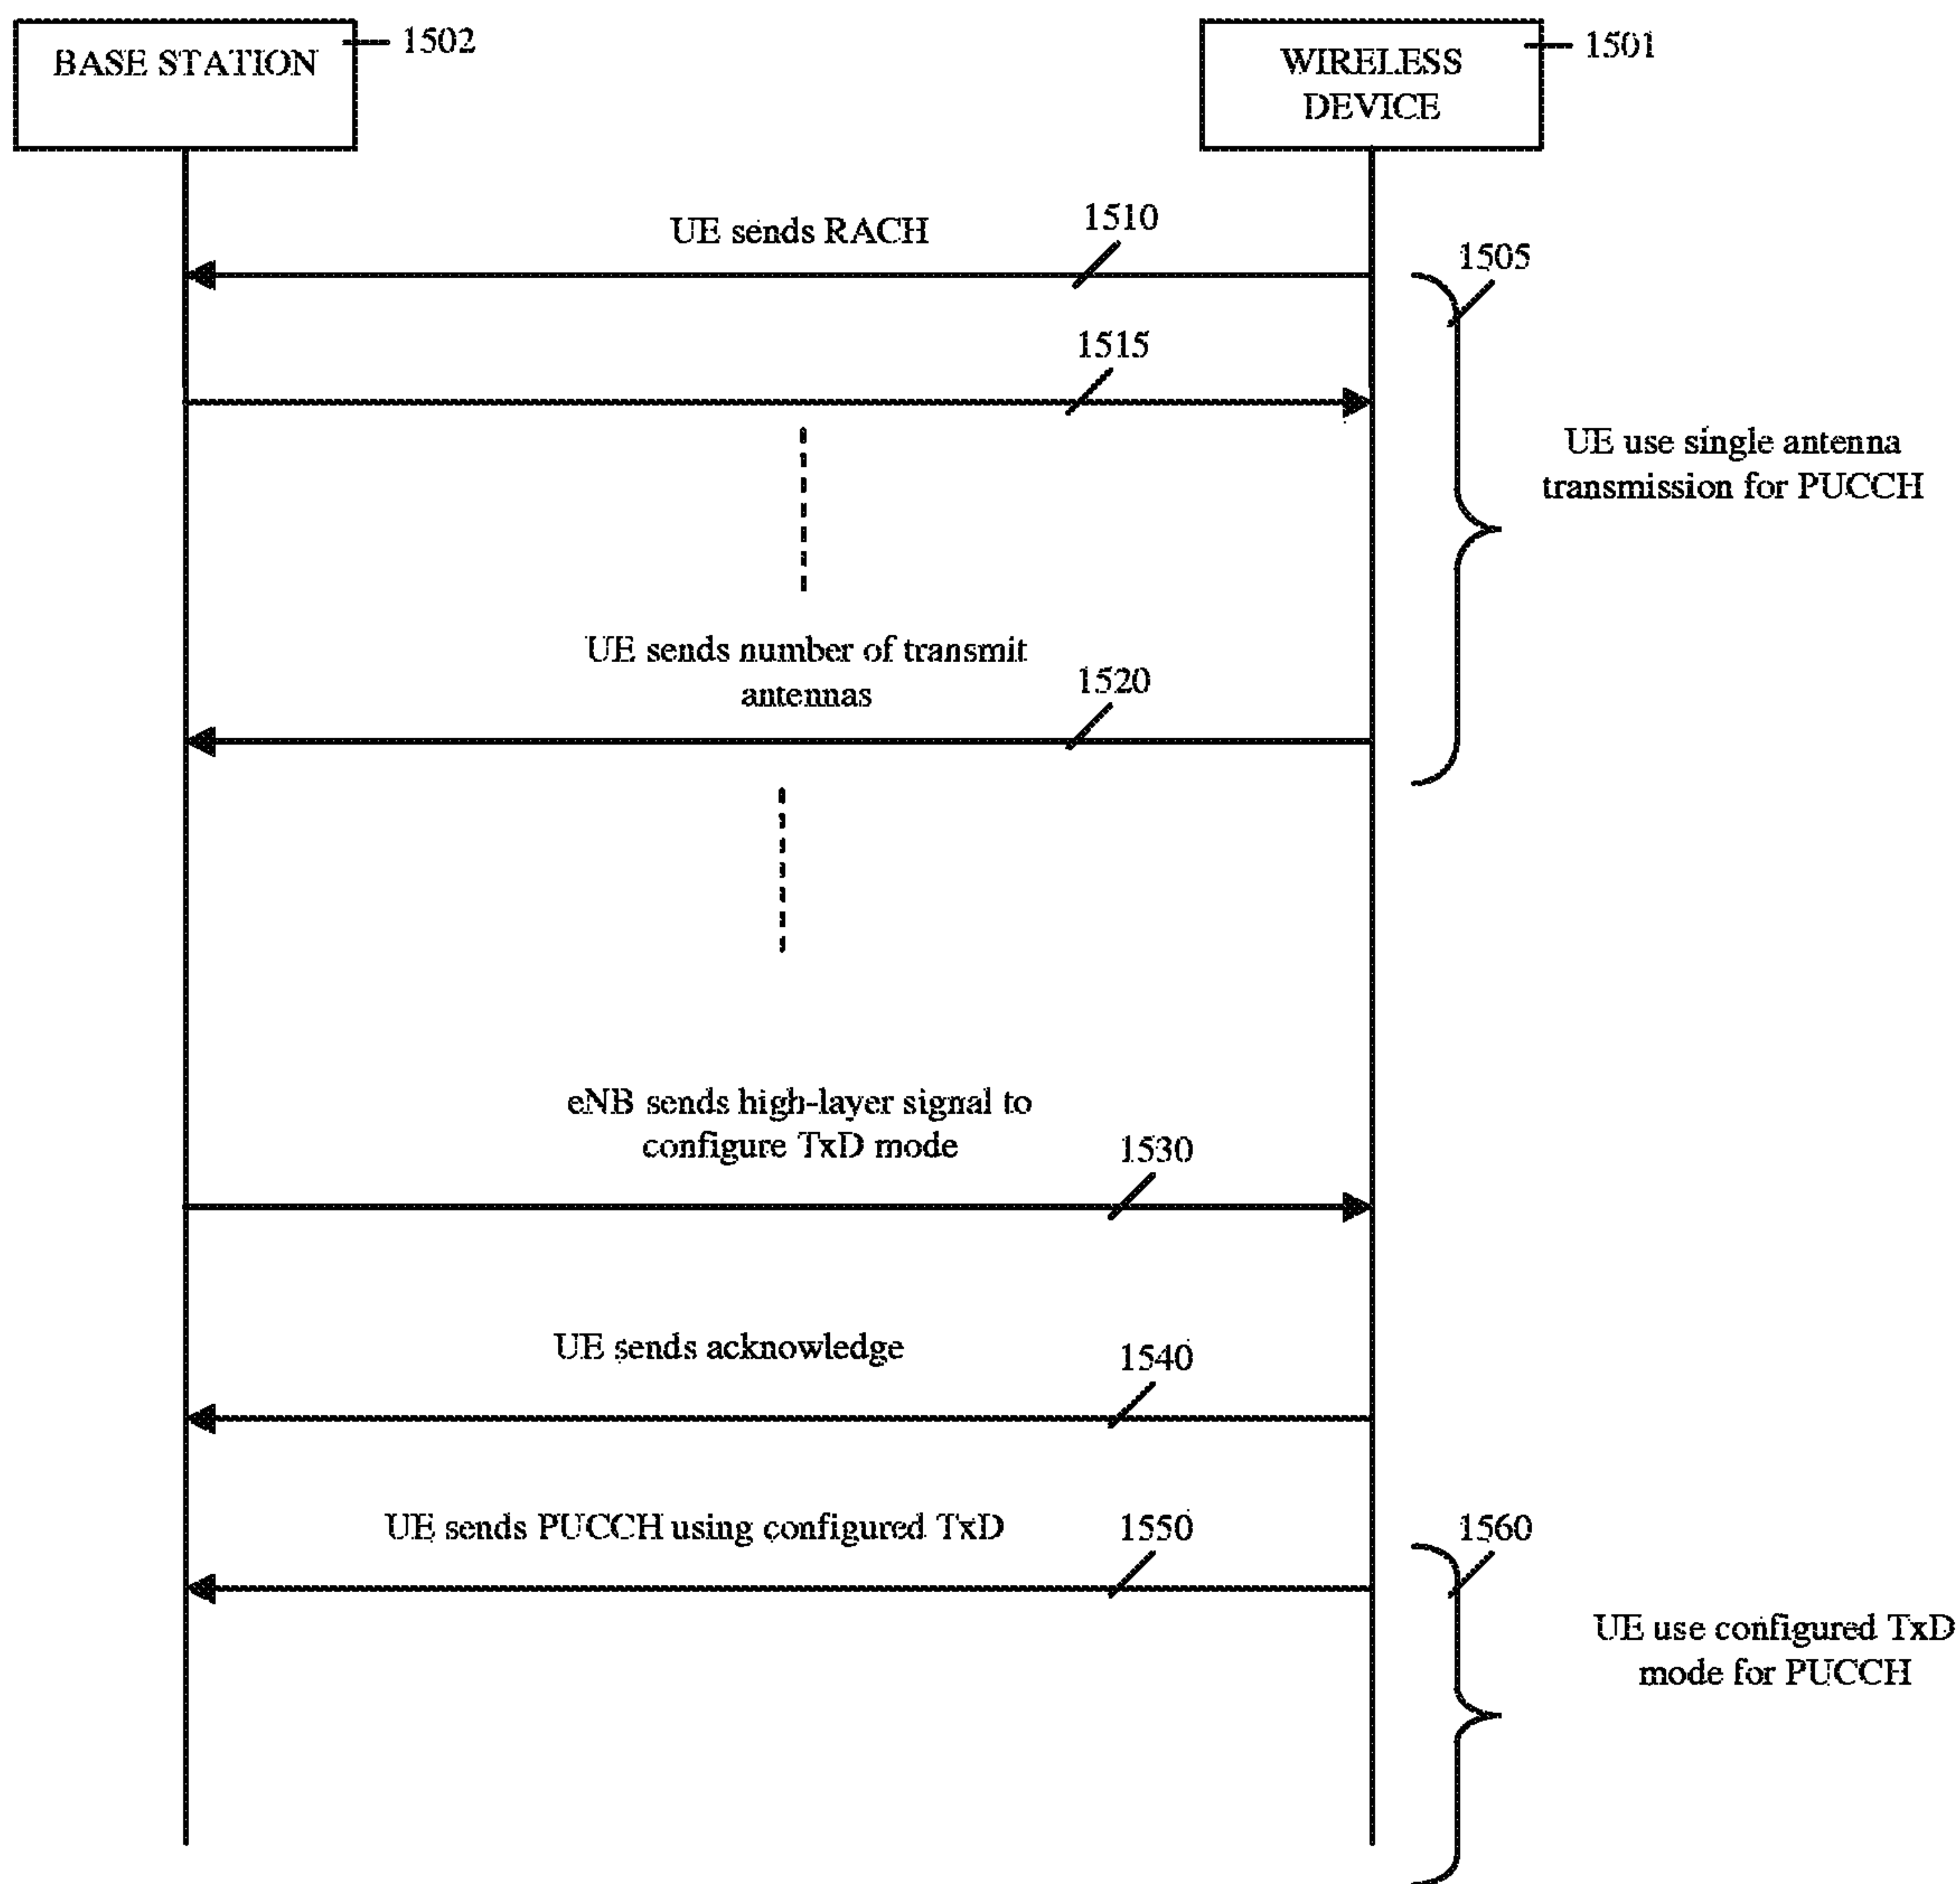 BASE STATION
1502
WIRELESS
DEVICE
1501
UE sends RACH
1510
1505
1515
UE use single antenna
transmission for PUCCH
UE sends number of transmit
antennas
1520
eNB sends high-layer signal to
configure TxD mode
1530
UE sends acknowledge
1540
UE sends PUCCH using configured TxD
1550
1560
UE use configured TxD
mode for PUCCH